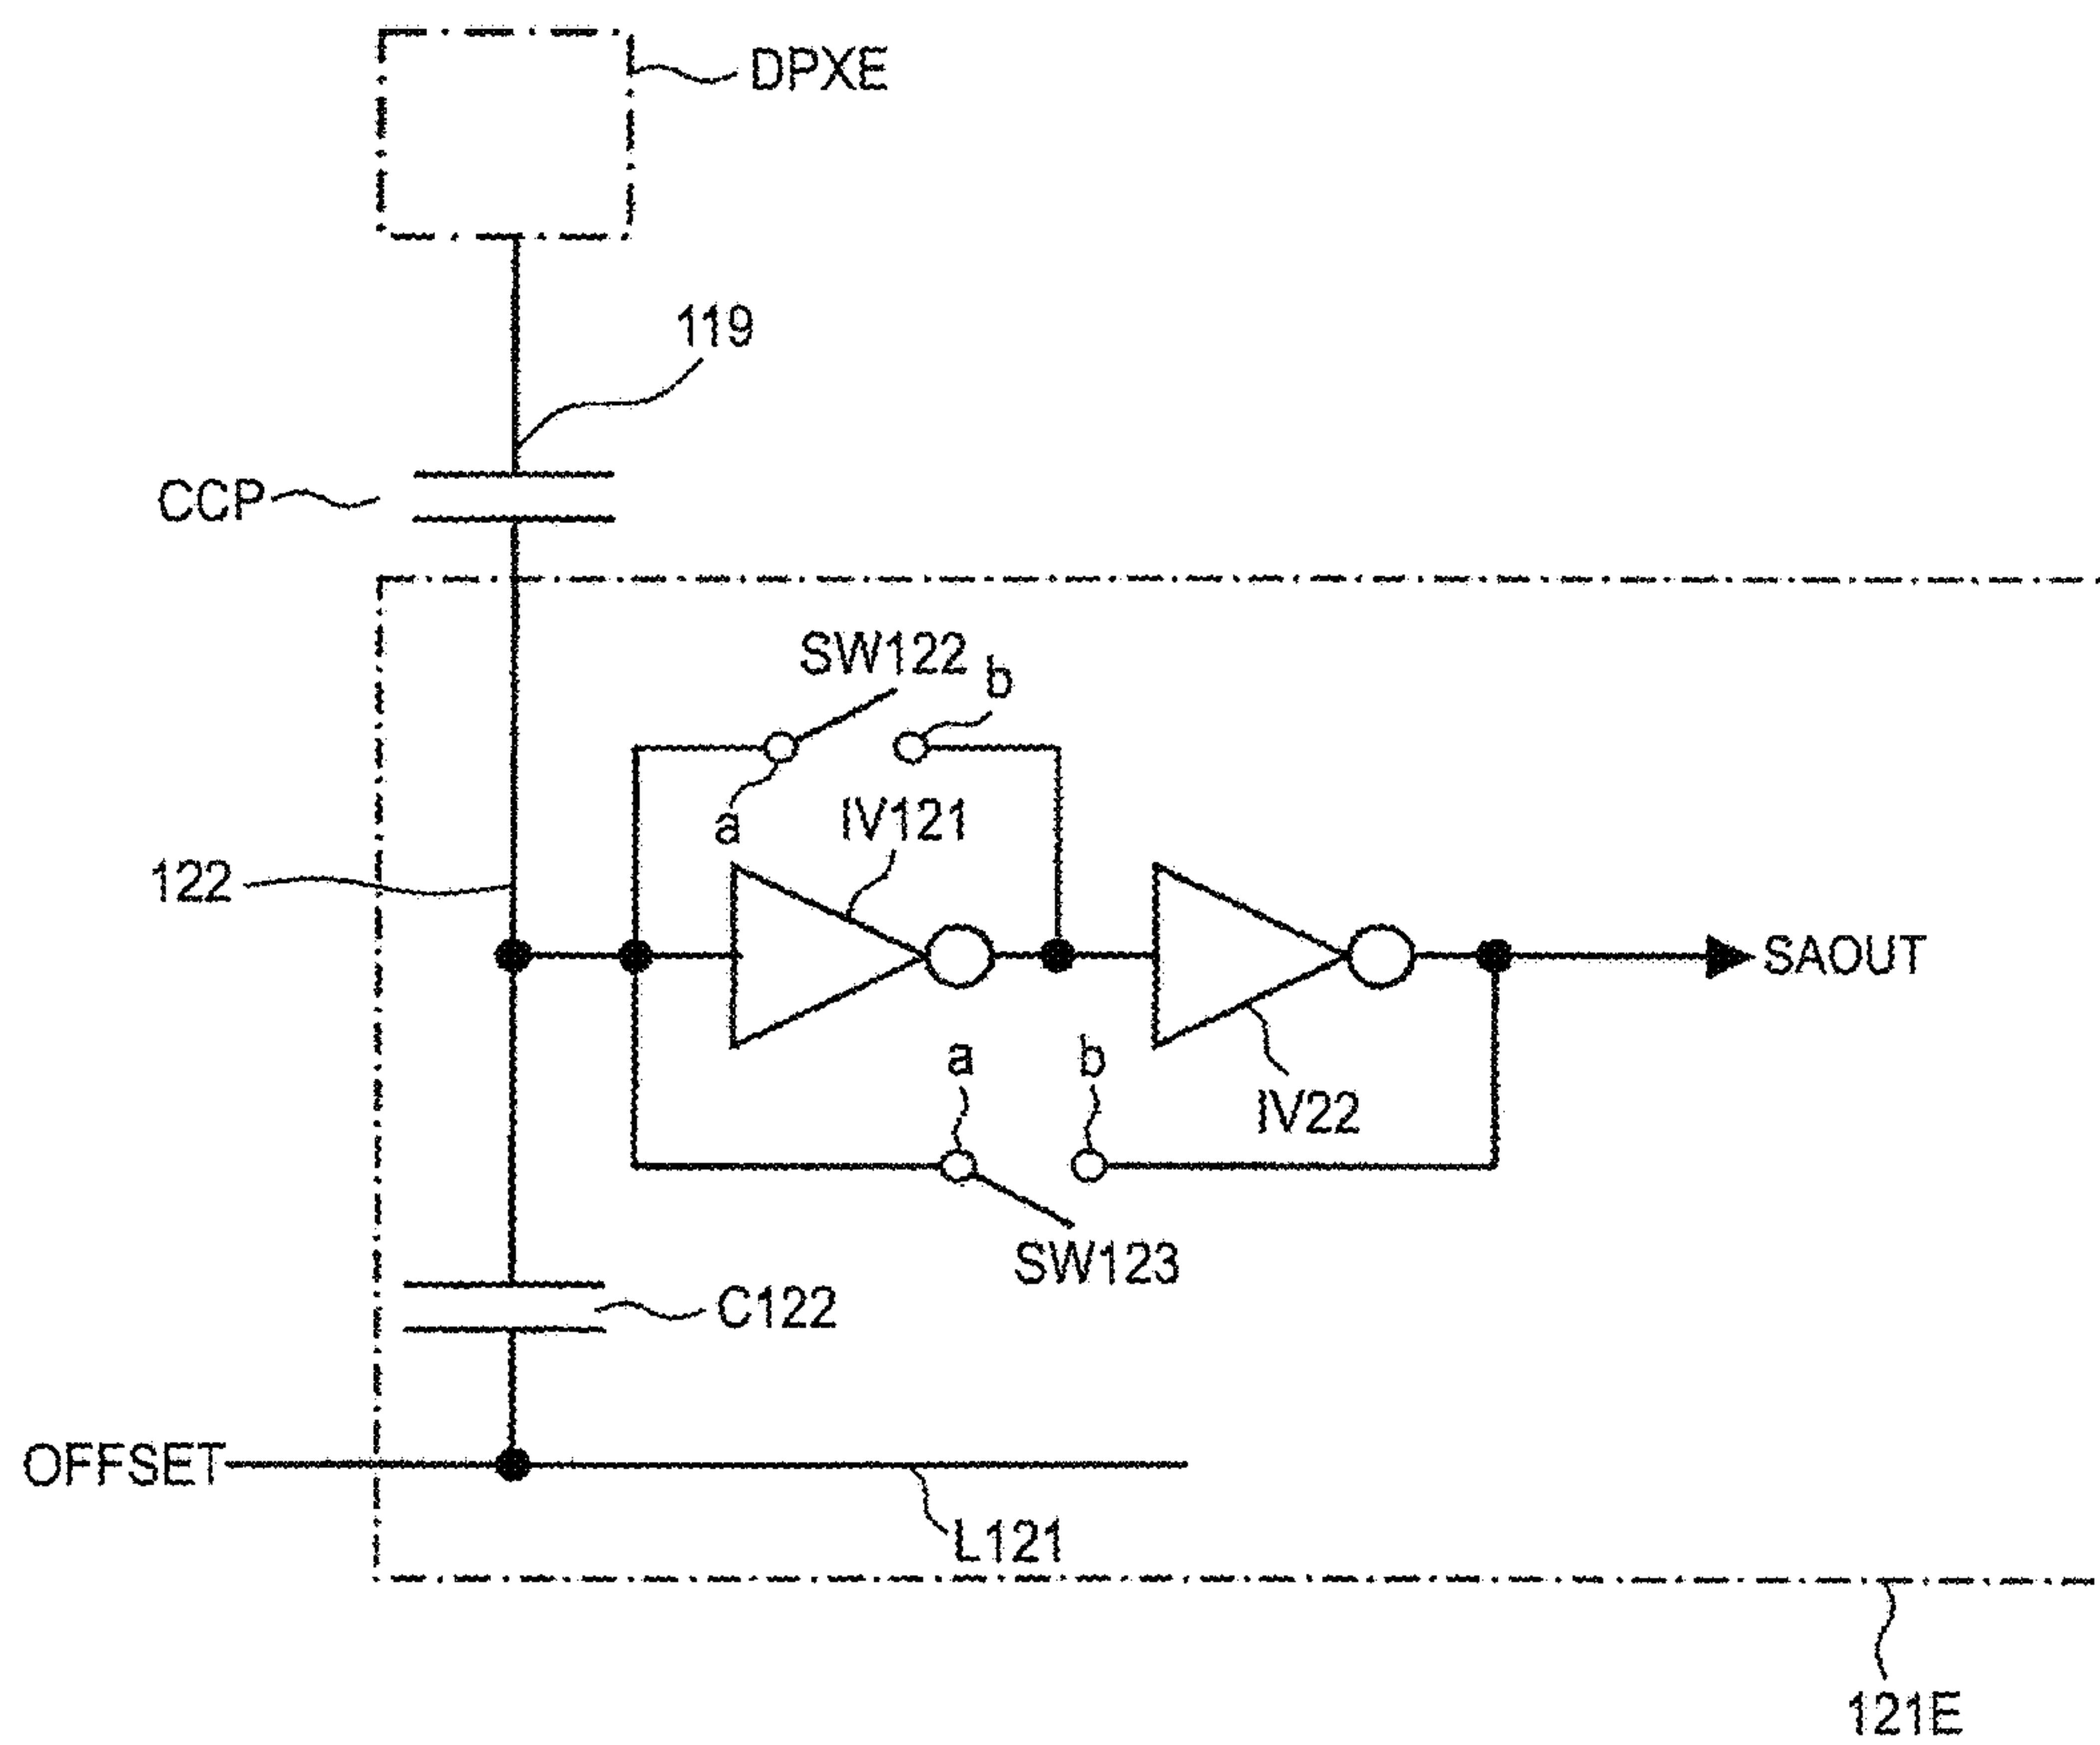 DPXE
119
CCP
SW122
b
a
IV121
122
SAOUT
a
b
IV22
SW123
C122
OFFSET
L121
121E